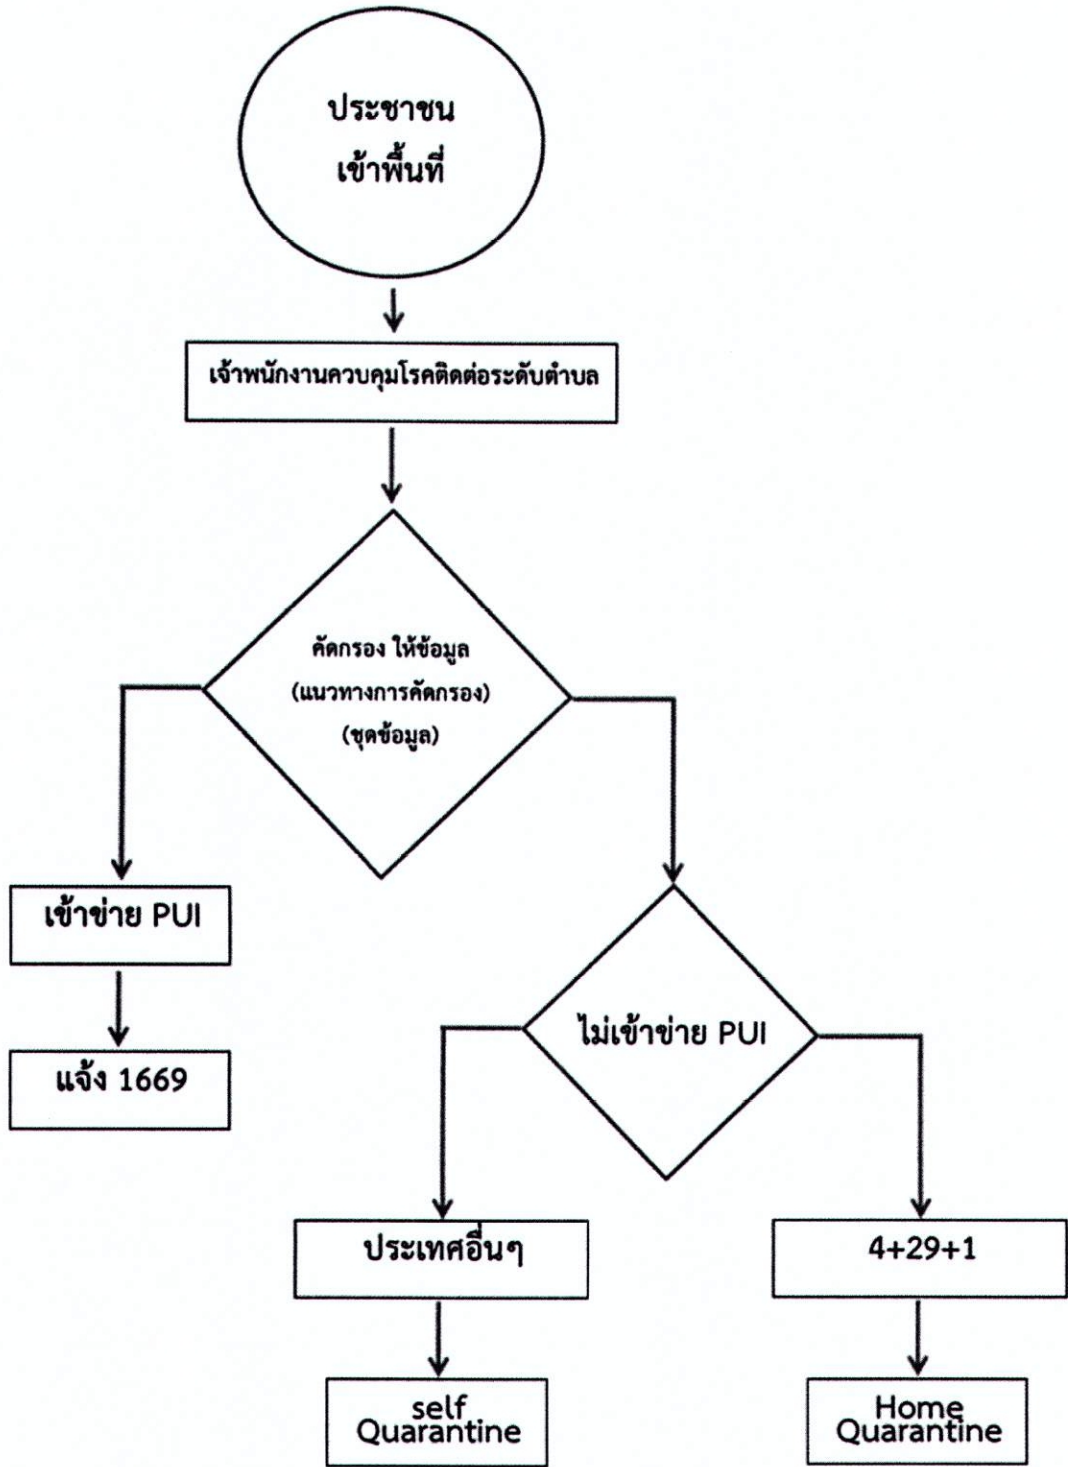 ประชาชน
เข้าพื้นที่
เจ้าพนักงานควบคุมโรคติดต่อระดับตำบล
คัดกรอง ให้ข้อมูล
(แนวทางการคัดกรอง)
(ชุดข้อมูล)
เข้าข่าย PUI
แจ้ง 1669
ไม่เข้าข่าย PUI
ประเทศอื่นๆ
4+29+1
self
Quarantine
Home
Quarantine